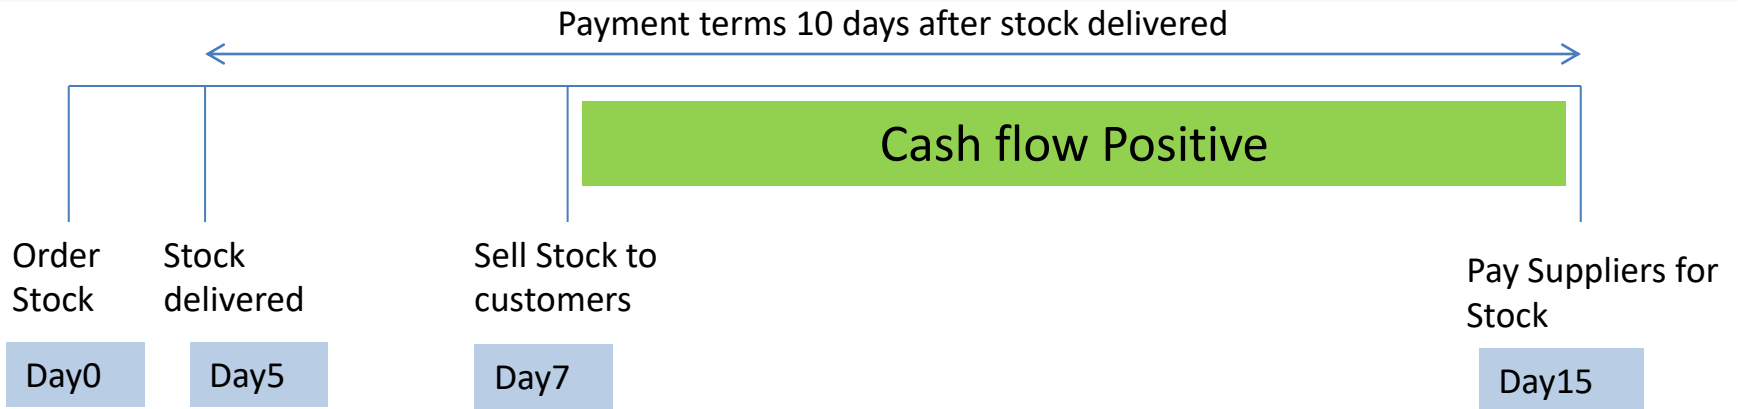 Payment terms 10 days after stock delivered
Cash flow Positive
Order
Stock
Stock
delivered
Sell Stock to
customers
Pay Suppliers for
Stock
Day0
Day5
Day7
Day15